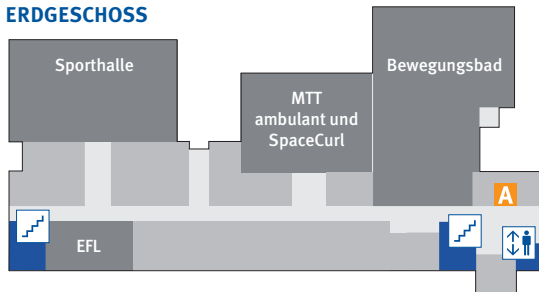 ERDGESCHOSS
Sporthalle
Bewegungsbad
MTT
ambulant und
SpaceCurl
A
EFL